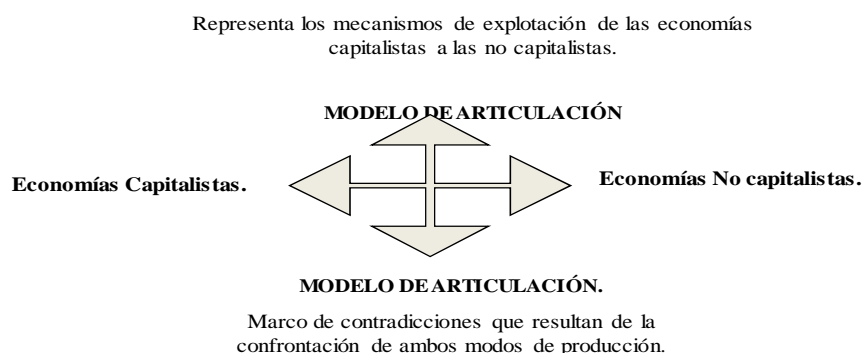 Representa los mecanismos de explotación de las economías
capitalistas a las no capitalistas.
MODELO DE ARTICULACIÓN
Economías Capitalistas.
Economías No capitalistas.
MODELO DE ARTICULACIÓN.
Marco de contradicciones que resultan de la
confrontación de ambos modos de producción.